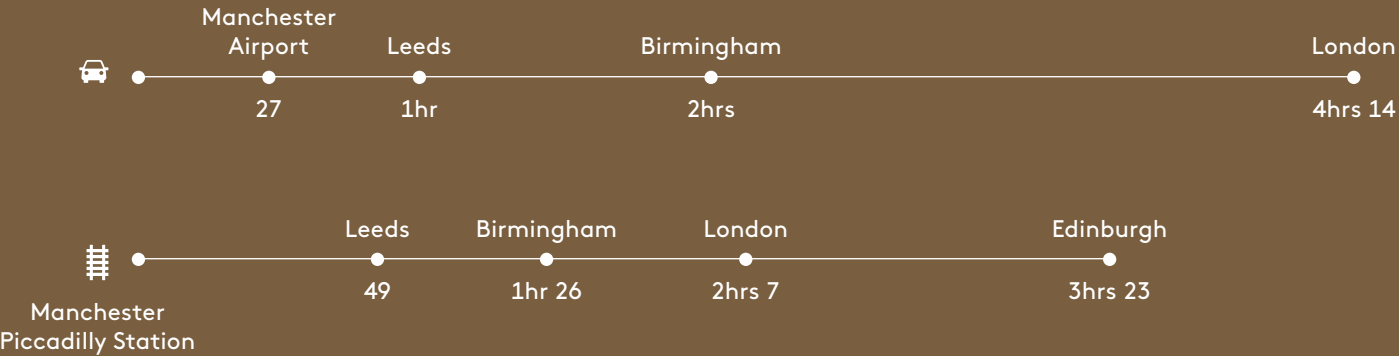 Manchester
Airport
Leeds
Birmingham
London
27
1hr
2hrs
4hrs 14
Leeds
Birmingham
London
Edinburgh
49
1hr 26
2hrs 7
3hrs 23
Manchester
Piccadilly Station